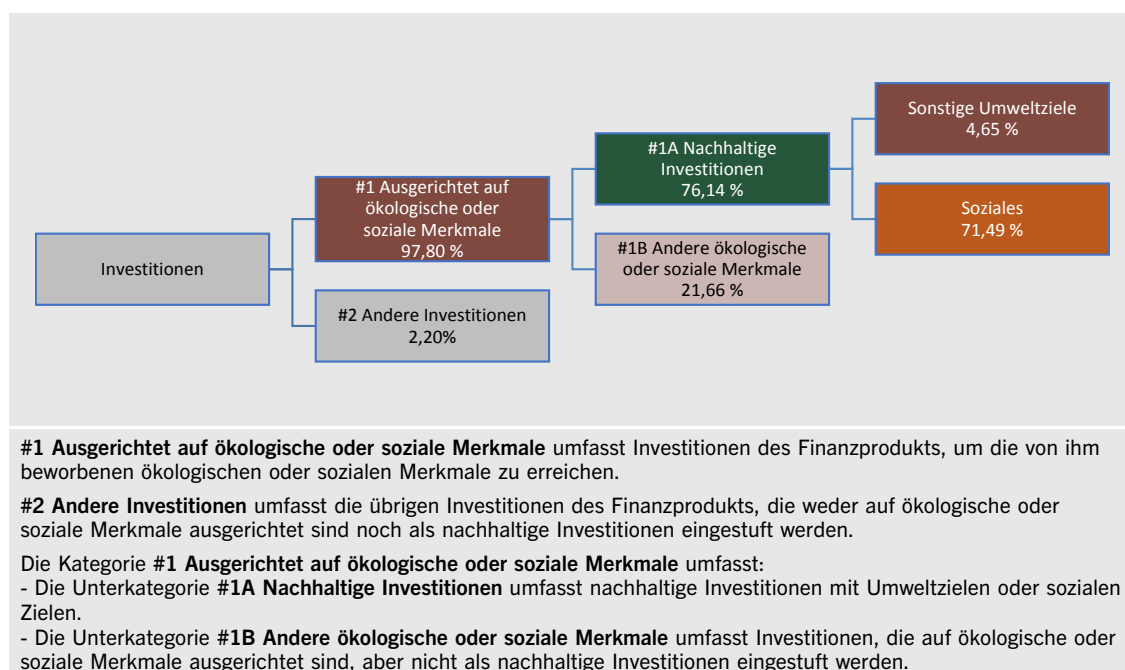 Investitionen
#1 Ausgerichtet auf
ökologische oder
soziale Merkmale
97,80 %
#2 Andere Investitionen
2,20%
#1A Nachhaltige
Investitionen
76,14 %
#1B Andere ökologische
oder soziale Merkmale
21,66 %
Sonstige Umweltziele
4,65 %
Soziales
71,49 %
#1 Ausgerichtet auf ökologische oder soziale Merkmale umfasst Investitionen des Finanzprodukts, um die von ihm
beworbenen ökologischen oder sozialen Merkmale zu erreichen.
#2 Andere Investitionen umfasst die übrigen Investitionen des Finanzprodukts, die weder auf ökologische oder
soziale Merkmale ausgerichtet sind noch als nachhaltige Investitionen eingestuft werden.
Die Kategorie #1 Ausgerichtet auf ökologische oder soziale Merkmale umfasst:
- Die Unterkategorie #1A Nachhaltige Investitionen umfasst nachhaltige Investitionen mit Umweltzielen oder sozialen
Zielen.
- Die Unterkategorie #1B Andere ökologische oder soziale Merkmale umfasst Investitionen, die auf ökologische oder
soziale Merkmale ausgerichtet sind, aber nicht als nachhaltige Investitionen eingestuft werden.